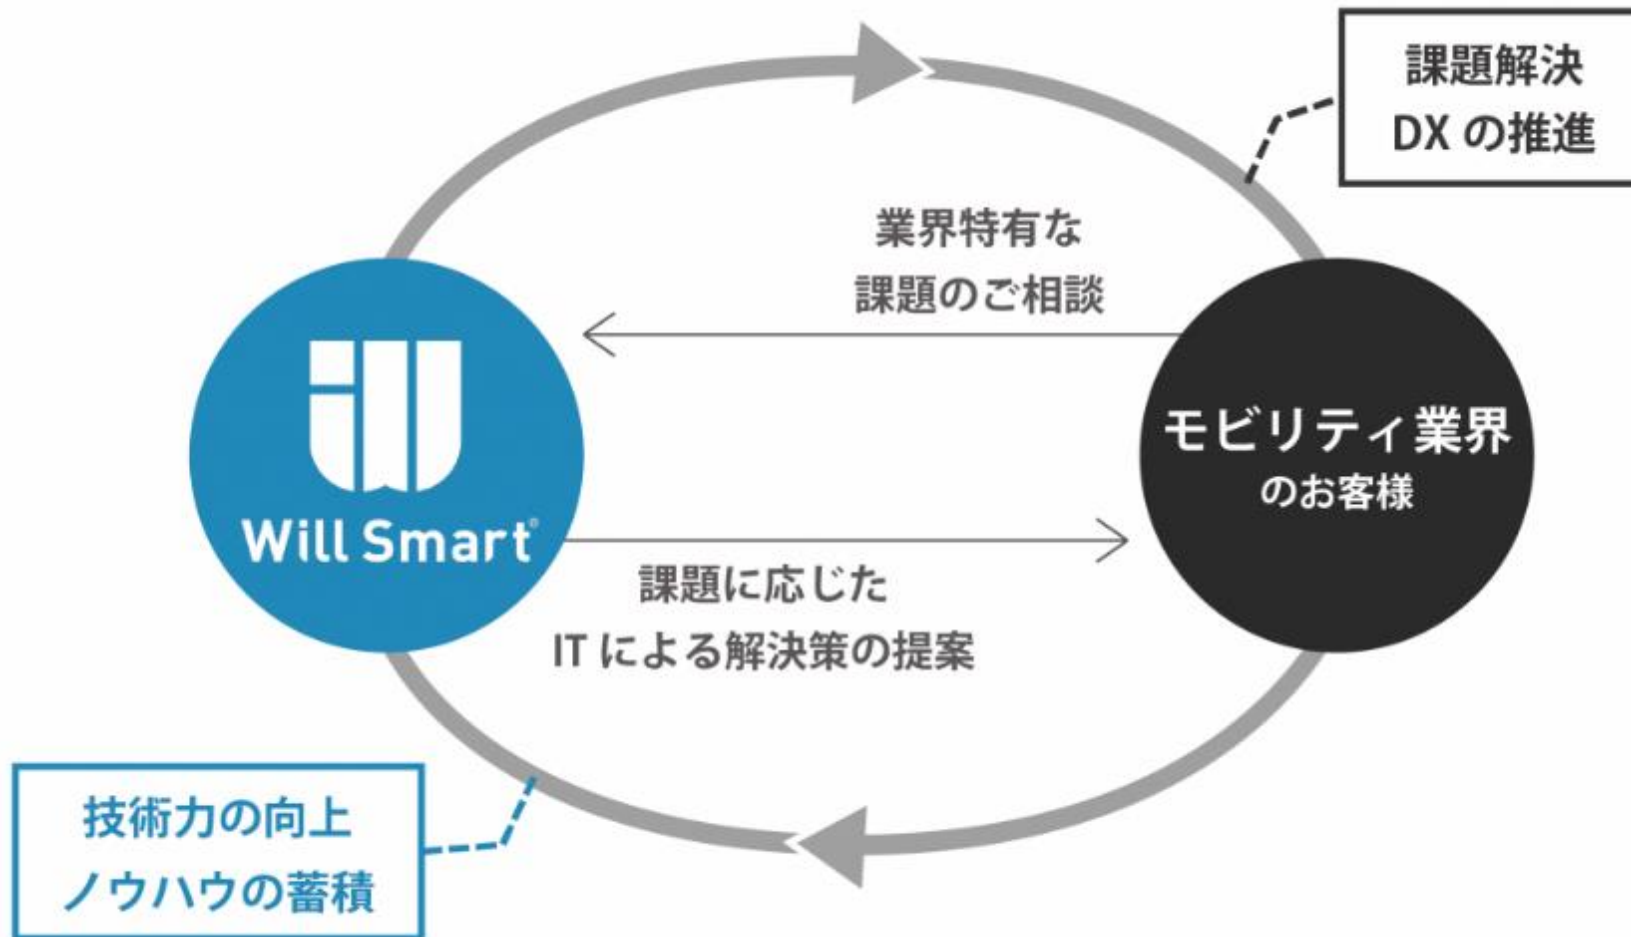 課題解決
DX の推進
業界特有な
課題のご相談
Will Smart®
モビリティ業界
のお客様
課題に応じた
IT による解決策の提案
技術力の向上
ノウハウの蓄積